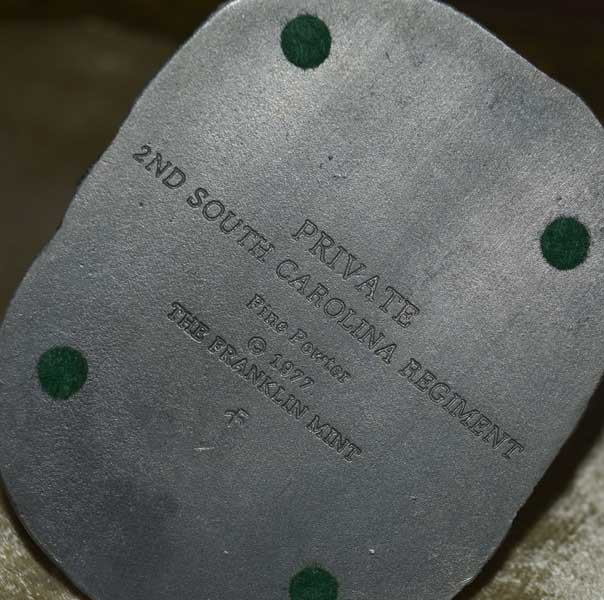 PRIVATE
2ND SOUTH CAROLINA REGIMENT
Fine Pewter
© 1977
THE FRANKLIN MINT